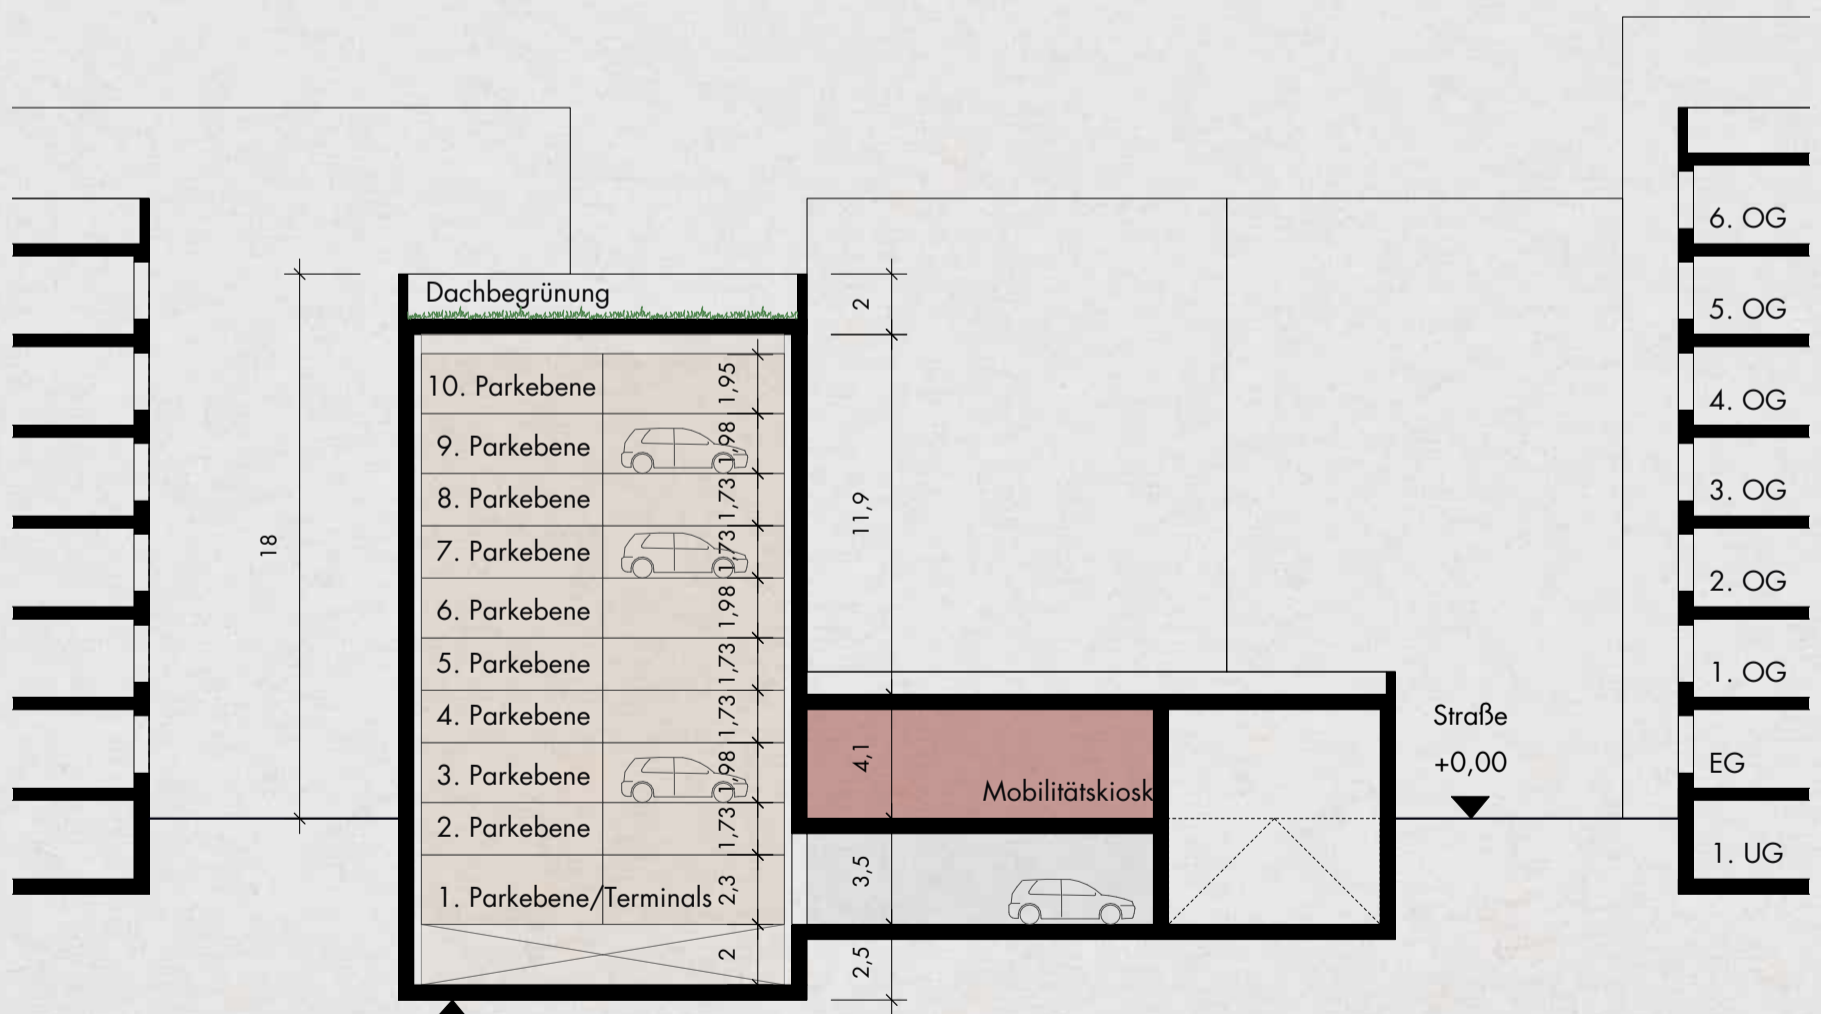 Dachbegrünung
2
10. Parkebene
1,95
9. Parkebene
1,98
8. Parkebene
1,73
11,9
18
7. Parkebene
1,73
6. Parkebene
1,98
5. Parkebene
1,73
4. Parkebene
1,73
3. Parkebene
1,98
2. Parkebene
1,73
1. Parkebene/Terminals
2,3
2
4,1
Mobilitätskiosk
3,5
2,5
Straße
+0,00
6. OG
5. OG
4. OG
3. OG
2. OG
1. OG
EG
1. UG